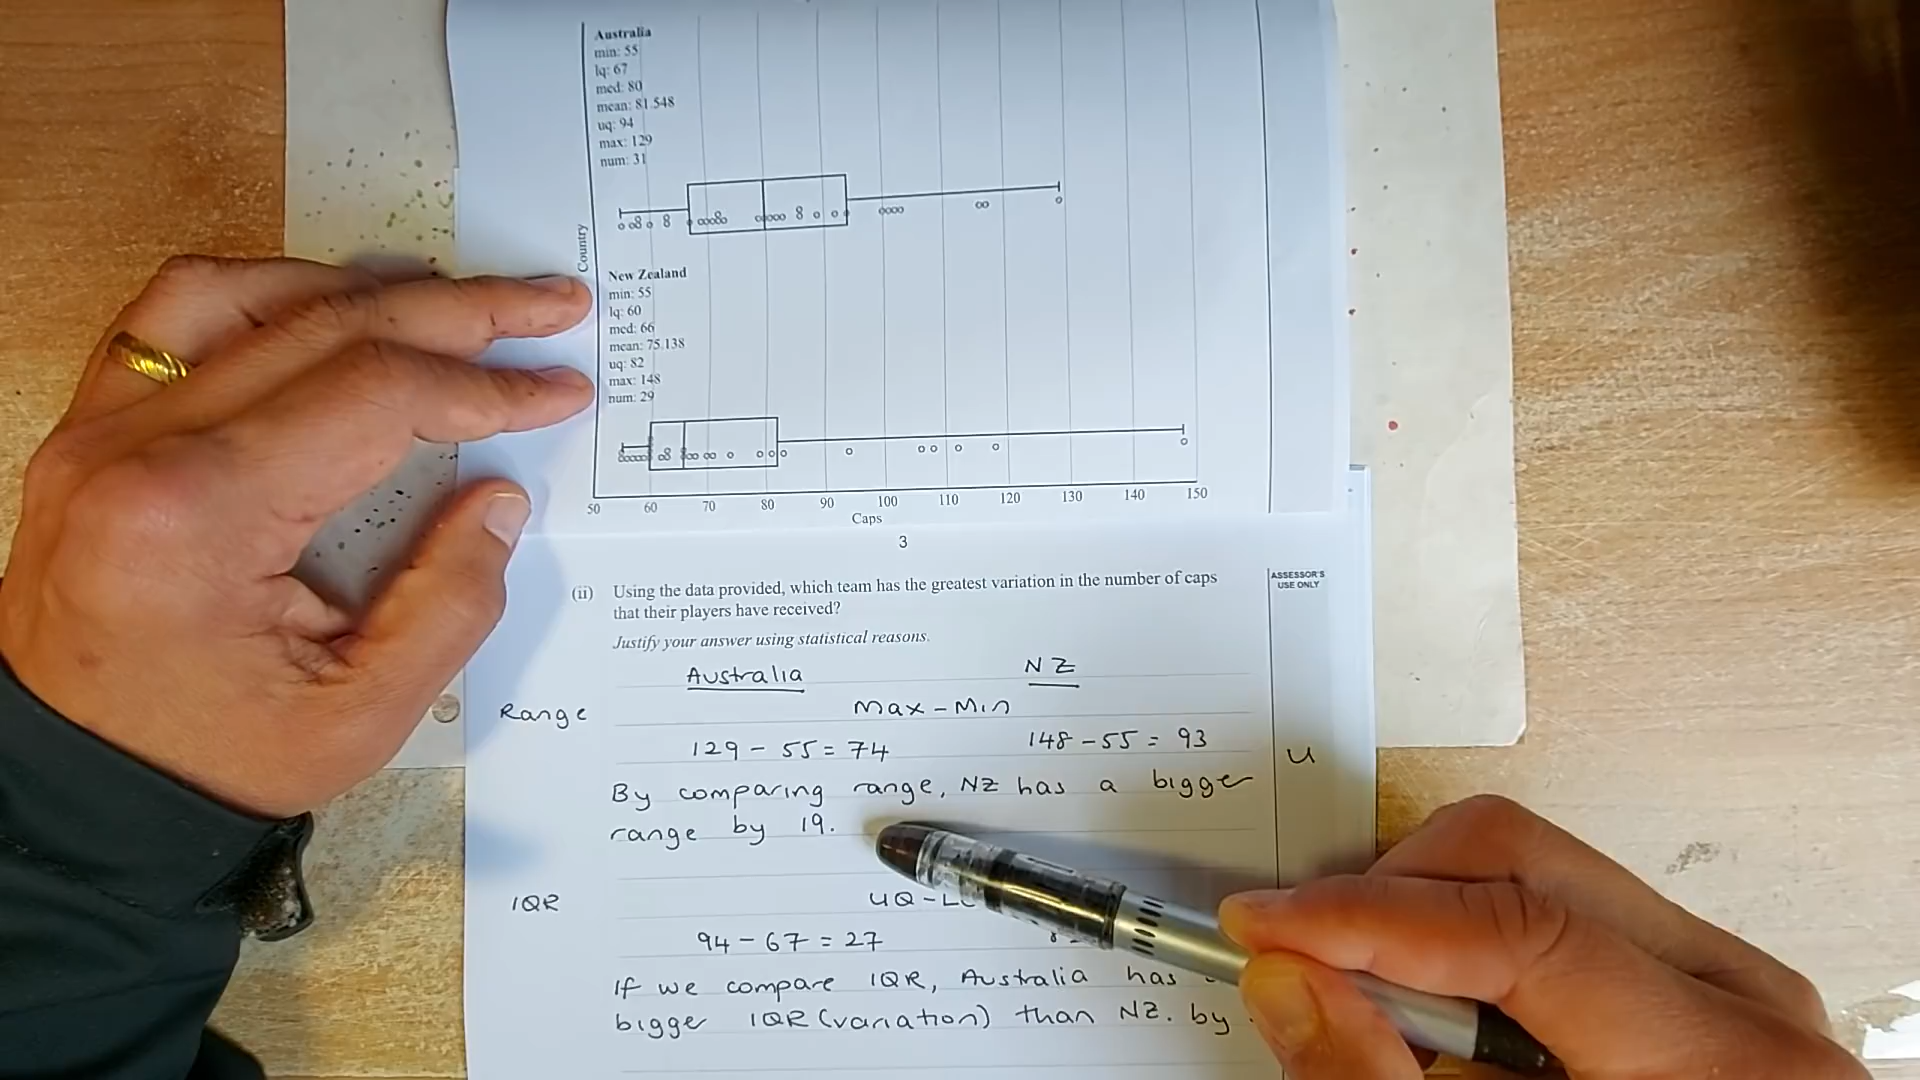 Australia
min: 55
lq: 67
med: 80
mean: 81.548
uq: 94
max: 129
num: 31
Country
New Zealand
min: 55
lq: 60
med: 66
mean: 75.138
uq: 82
max: 148
num: 29
50 60 70 80 90 100 110 120 130 140 150
Caps
3
(ii) Using the data provided, which team has the greatest variation in the number of caps
that their players have received?
ASSESSOR'S
USE ONLY
Justify your answer using statistical reasons.
Australia NZ
Range Max - Min
129 - 55 = 74 148 - 55 = 93
u
By comparing range, NZ has a bigger
range by 19.
IQR UQ -
94 - 67 = 27
If we compare IQR, Australia has
bigger IQR (variation) than NZ. by